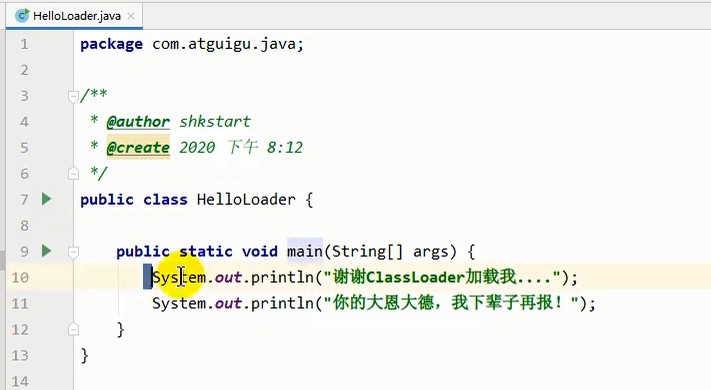 HelloLoader.java
1 package com.atguigu.java;
2
3 /**
4 * @author shkstart
5 * @create 2020 下午 8:12
6 */
7 public class HelloLoader {
8
9 public static void main(String[] args) {
10 System.out.println("谢谢ClassLoader加载我....");
11 System.out.println("你的大恩大德，我下辈子再报！");
12 }
13 }
14